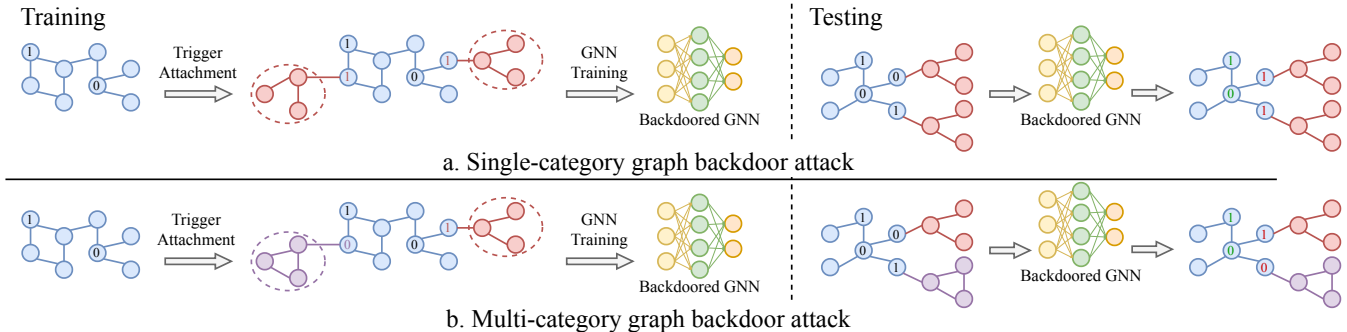 Training
Testing
1
0
Trigger
Attachment
1
1
1
0
GNN
Training
Backdoored GNN
1
0
0
1
Backdoored GNN
1
1
0
1
a. Single-category graph backdoor attack
1
0
Trigger
Attachment
1
0
1
0
GNN
Training
Backdoored GNN
1
0
0
1
Backdoored GNN
1
1
0
0
b. Multi-category graph backdoor attack